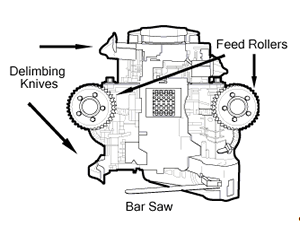 Feed Rollers
Delimbing
Knives
Bar Saw